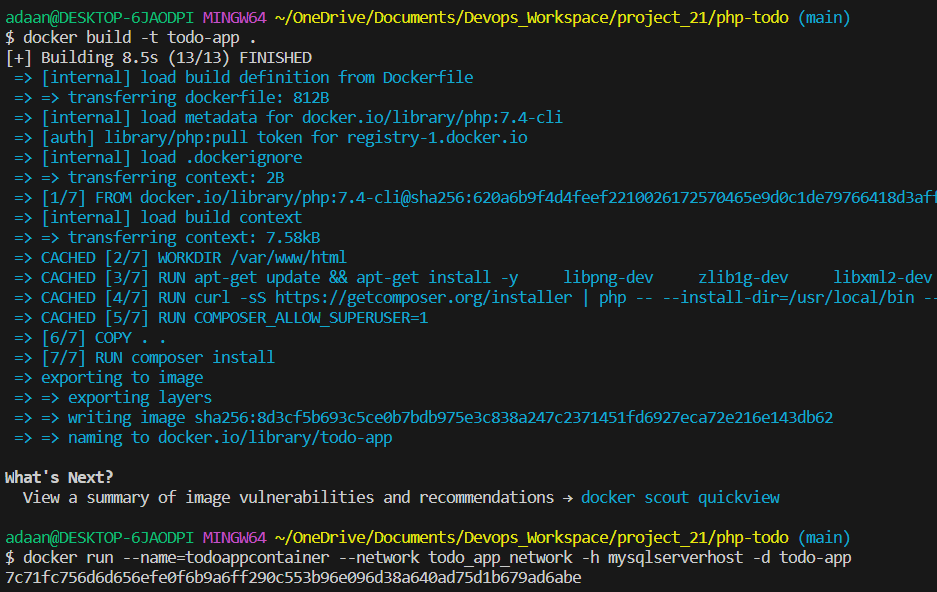 adaan@DESKTOP-6JAODPI MINGW64 ~/OneDrive/Documents/Devops_Workspace/project_21/php-todo (main)
$ docker build -t todo-app .
[+] Building 8.5s (13/13) FINISHED
=> [internal] load build definition from Dockerfile
=> => transferring dockerfile: 812B
=> [internal] load metadata for docker.io/library/php:7.4-cli
=> [auth] library/php:pull token for registry-1.docker.io
=> [internal] load .dockerignore
=> => transferring context: 2B
=> [1/7] FROM docker.io/library/php:7.4-cli@sha256:620a6b9f4d4feef2210026172570465e9d0c1de79766418d3aff
=> [internal] load build context
=> => transferring context: 7.58kB
=> CACHED [2/7] WORKDIR /var/www/html
=> CACHED [3/7] RUN apt-get update && apt-get install -y     libpng-dev     zlib1g-dev     libxml2-dev
=> CACHED [4/7] RUN curl -sS https://getcomposer.org/installer | php -- --install-dir=/usr/local/bin --
=> CACHED [5/7] RUN COMPOSER_ALLOW_SUPERUSER=1
=> [6/7] COPY . .
=> [7/7] RUN composer install
=> exporting to image
=> => exporting layers
=> => writing image sha256:8d3cf5b693c5ce0b7bdb975e3c838a247c2371451fd6927eca72e216e143db62
=> => naming to docker.io/library/todo-app
What's Next?
View a summary of image vulnerabilities and recommendations → docker scout quickview
adaan@DESKTOP-6JAODPI MINGW64 ~/OneDrive/Documents/Devops_Workspace/project_21/php-todo (main)
$ docker run --name=todoappcontainer --network todo_app_network -h mysqlserverhost -d todo-app
7c71fc756d6d656efe0f6b9a6ff290c553b96e096d38a640ad75d1b679ad6abe